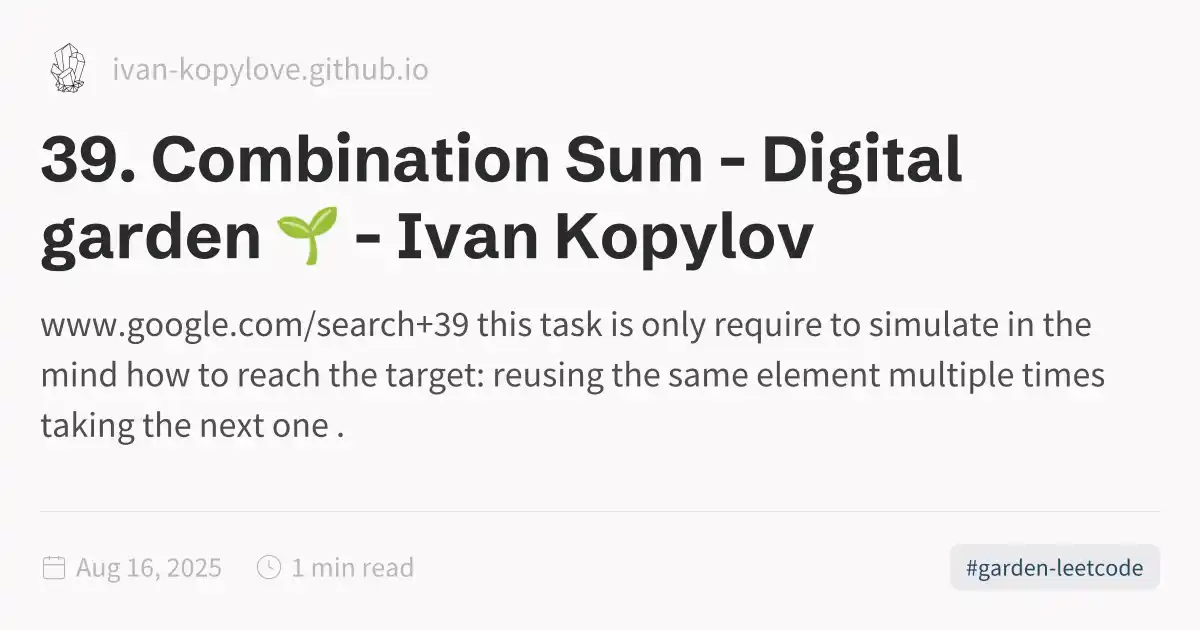 ivan-kopylove.github.io
39. Combination Sum - Digital
garden 🌱 - Ivan Kopylov
www.google.com/search+39 this task is only require to simulate in the
mind how to reach the target: reusing the same element multiple times
taking the next one .
Aug 16, 2025 1 min read #garden-leetcode